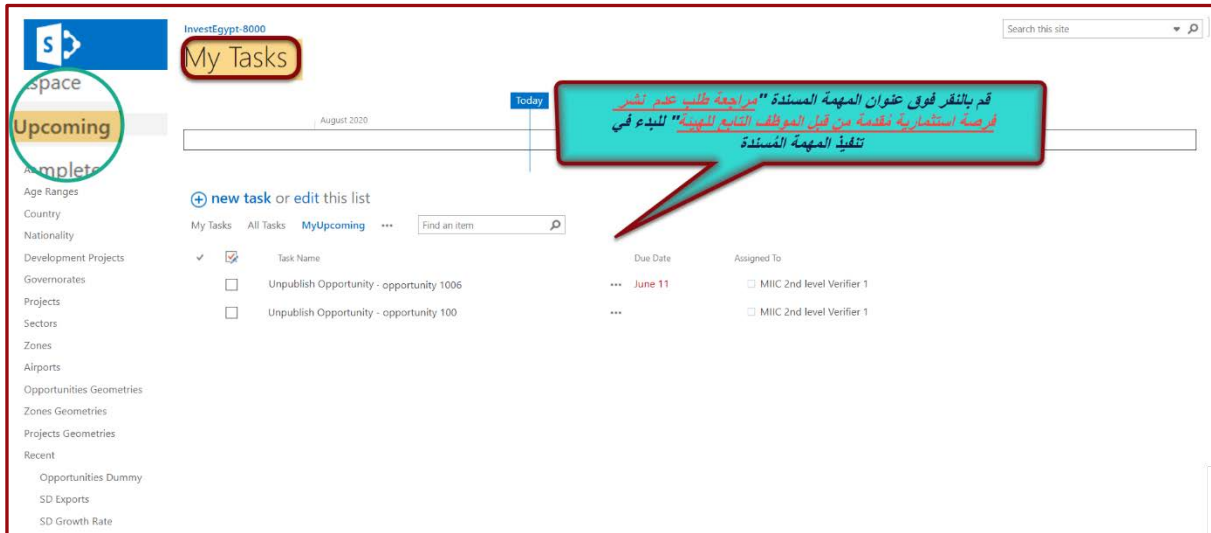 InvestEgypt-8000
My Tasks
Search this site
space
Upcoming
mplete
Age Ranges
Country
Nationality
Development Projects
Governorates
Projects
Sectors
Zones
Airports
Opportunities Geometries
Zones Geometries
Projects Geometries
Recent
Opportunities Dummy
SD Exports
SD Growth Rate
Today
August 2020
قم بالنقر فوق عنوان المهمة المسندة "مراجعة طلب عدم نشر
فرصة استثمارية مُقدمة من قبل الموظف التابع للهيئة" للبدء في
تنفيذ المهمة المُسندة
new task or edit this list
My Tasks All Tasks MyUpcoming ••• Find an item
Task Name Due Date Assigned To
Unpublish Opportunity - opportunity 1006 ••• June 11 MIIC 2nd level Verifier 1
Unpublish Opportunity - opportunity 100 ••• MIIC 2nd level Verifier 1